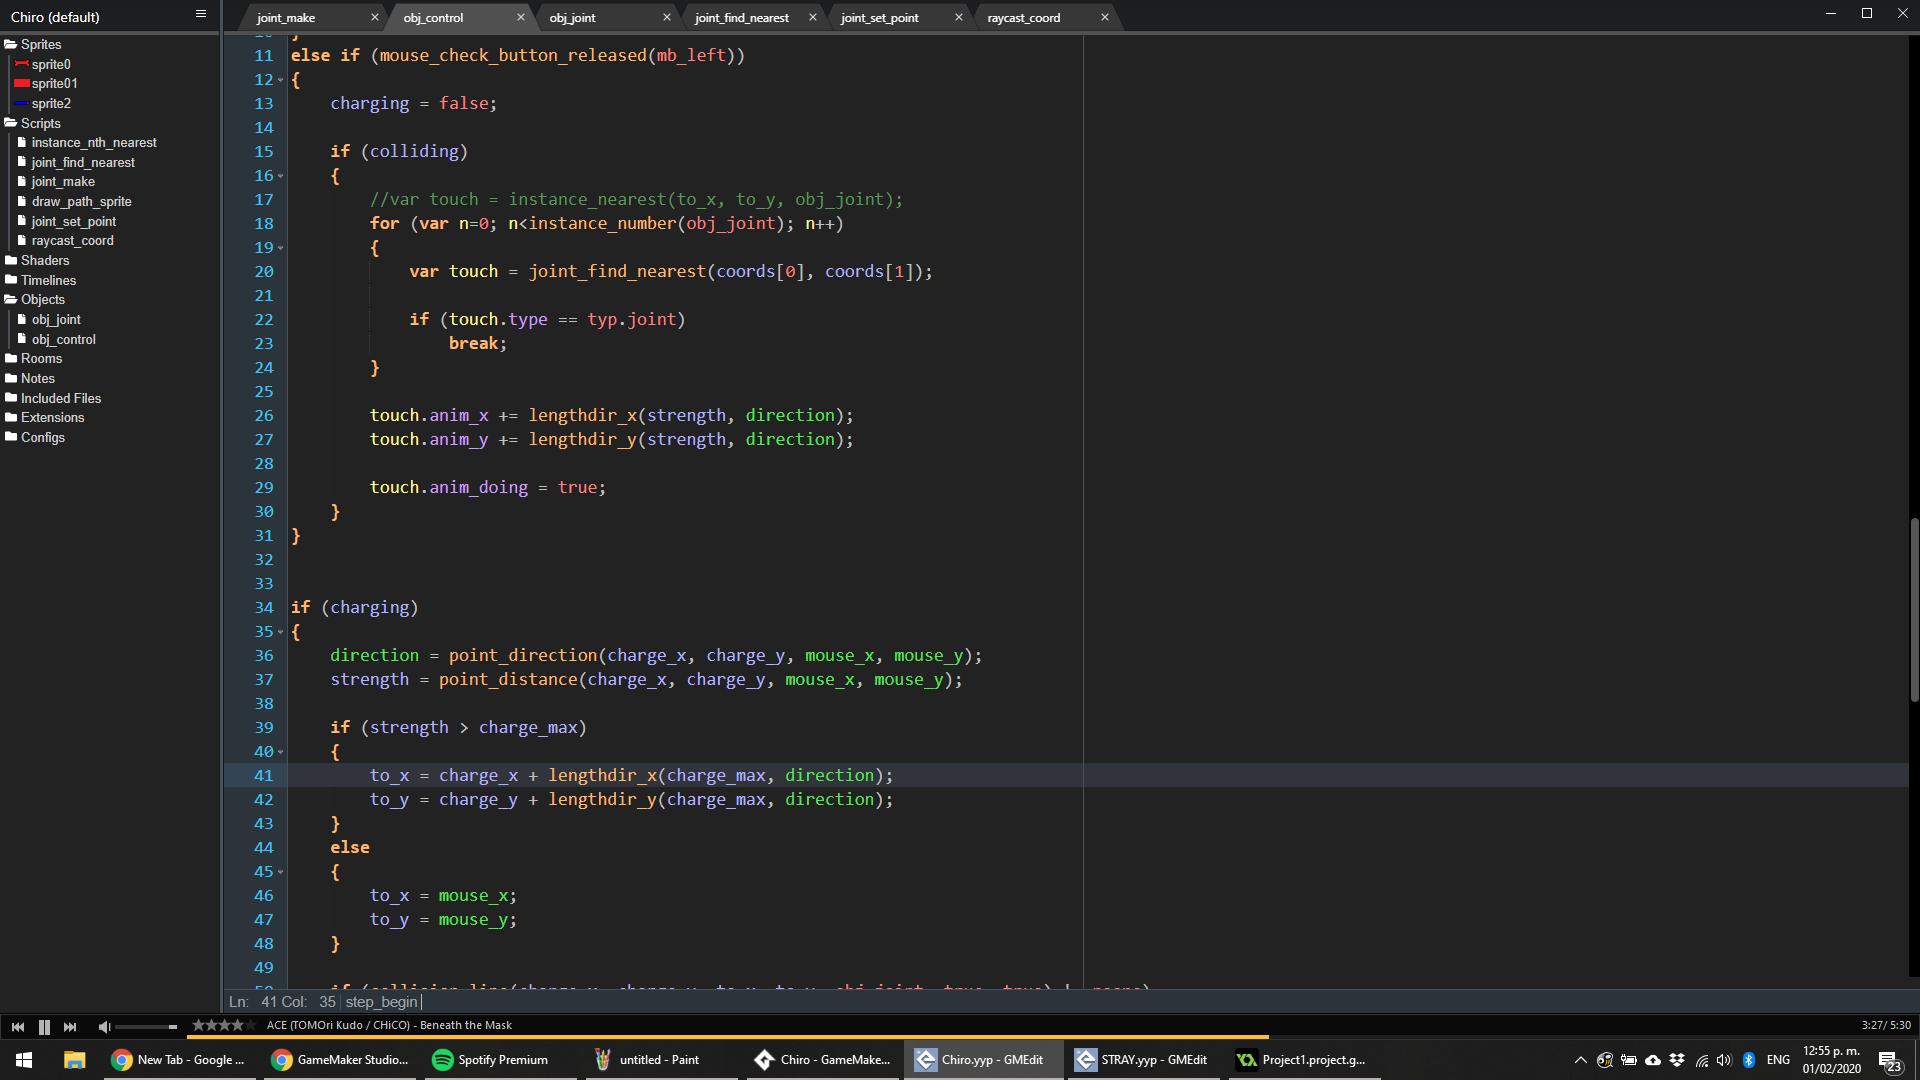 Chiro (default)
joint_make
obj_control
obj_joint
joint_find_nearest
joint_set_point
raycast_coord
Sprites
sprite0
sprite01
sprite2
Scripts
instance_nth_nearest
joint_find_nearest
joint_make
draw_path_sprite
joint_set_point
raycast_coord
Shaders
Timelines
Objects
obj_joint
obj_control
Rooms
Notes
Included Files
Extensions
Configs
11 else if (mouse_check_button_released(mb_left))
12 {
13 charging = false;
14
15 if (colliding)
16 {
17 //var touch = instance_nearest(to_x, to_y, obj_joint);
18 for (var n=0; n<instance_number(obj_joint); n++)
19 {
20 var touch = joint_find_nearest(coords[0], coords[1]);
21
22 if (touch.type == typ.joint)
23 break;
24 }
25
26 touch.anim_x += lengthdir_x(strength, direction);
27 touch.anim_y += lengthdir_y(strength, direction);
28
29 touch.anim_doing = true;
30 }
31 }
32
33
34 if (charging)
35 {
36 direction = point_direction(charge_x, charge_y, mouse_x, mouse_y);
37 strength = point_distance(charge_x, charge_y, mouse_x, mouse_y);
38
39 if (strength > charge_max)
40 {
41 to_x = charge_x + lengthdir_x(charge_max, direction);
42 to_y = charge_y + lengthdir_y(charge_max, direction);
43 }
44 else
45 {
46 to_x = mouse_x;
47 to_y = mouse_y;
48 }
49
Ln: 41 Col: 35 step_begin
ACE (TOMOri Kudo / CHiCO) - Beneath the Mask
3:27/ 5:30
New Tab - Google ...
GameMaker Studio...
Spotify Premium
untitled - Paint
Chiro - GameMake...
Chiro.yyp - GMEdit
STRAY.yyp - GMEdit
Project1.project.g...
ENG
12:55 p. m.
01/02/2020
23